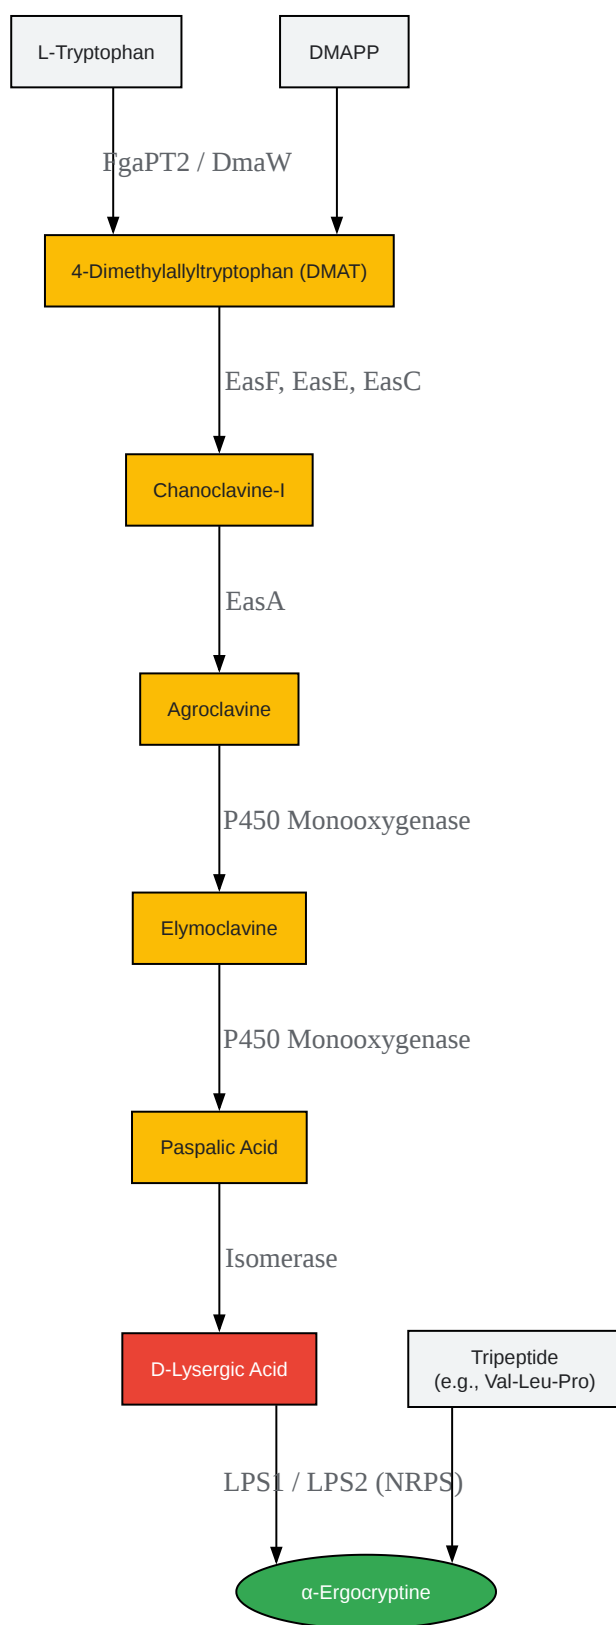 L-Tryptophan
DMAPP
FgaPT2 / DmaW
4-Dimethylallyltryptophan (DMAT)
EasF, EasE, EasC
Chanoclavine-I
EasA
Agroclavine
P450 Monooxygenase
Elymoclavine
P450 Monooxygenase
Paspalic Acid
Isomerase
D-Lysergic Acid
Tripeptide
(e.g., Val-Leu-Pro)
LPS1 / LPS2 (NRPS)
α-Ergocryptine